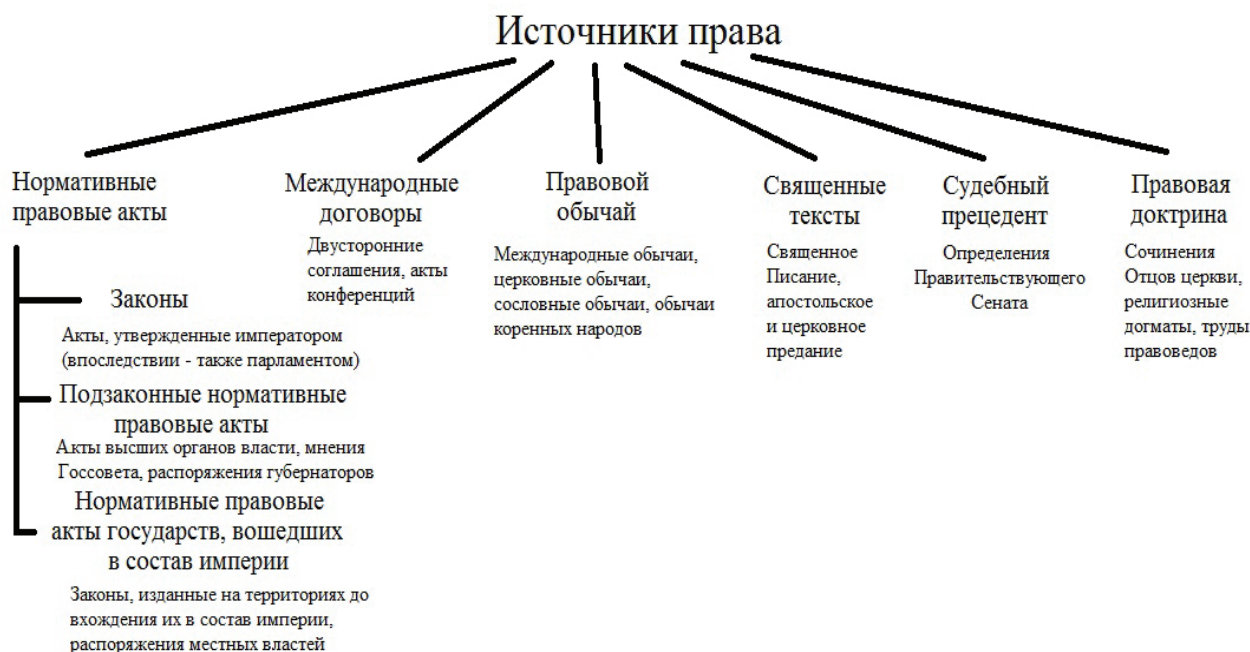 Источники права
Нормативные
правовые акты
Законы
Акты, утвержденные императором
(впоследствии - также парламентом)
Подзаконные нормативные
правовые акты
Акты высших органов власти, мнения
Госсовета, распоряжения губернаторов
Нормативные правовые
акты государств, вошедших
в состав империи
Законы, изданные на территориях до
вхождения их в состав империи,
распоряжения местных властей
Международные
договоры
Двусторонние
соглашения, акты
конференций
Правовой
обычай
Международные обычаи,
церковные обычаи,
сословные обычаи, обычаи
коренных народов
Священные
тексты
Священное
Писание,
апостольское
и церковное
предание
Судебный
прецедент
Определения
Правительствующего
Сената
Правовая
доктрина
Сочинения
Отцов церкви,
религиозные
догматы, труды
правоведов